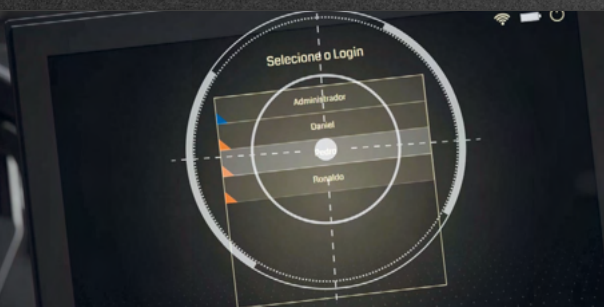 Selecione o Login
Administrador
Daniel
Pedro
Ronaldo